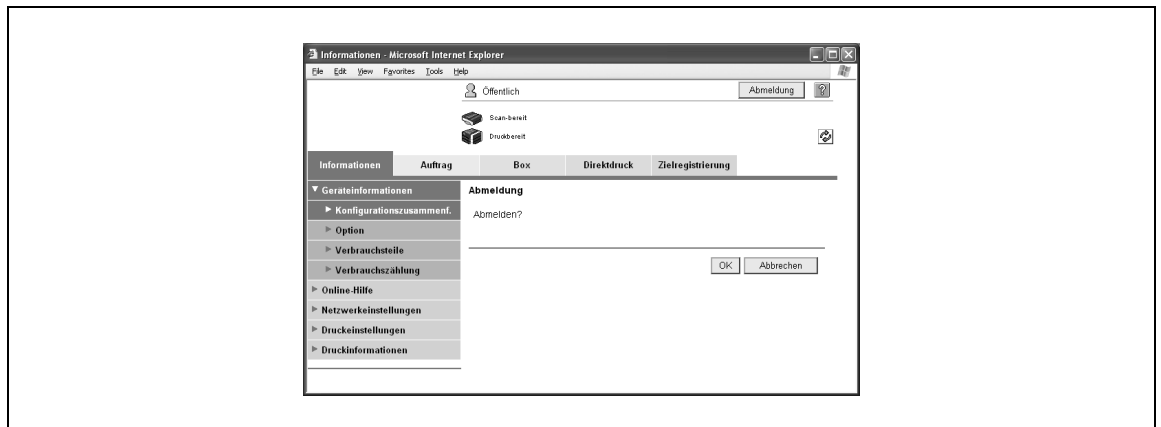 Informationen - Microsoft Internet Explorer
File Edit View Favorites Tools Help
Öffentlich
Abmeldung
?
Scan-bereit
Druckbereit
Informationen Auftrag Box Direktdruck Zielregistrierung
▼ Geräteinformationen
► Konfigurationszusammenf.
► Option
► Verbrauchsteile
► Verbrauchszählung
► Online-Hilfe
► Netzwerkeinstellungen
► Druckeinstellungen
► Druckinformationen
Abmeldung
Abmelden?
OK Abbrechen